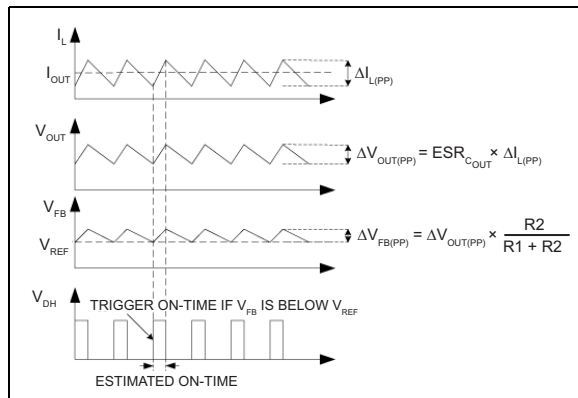 I_L
I_OUT
ΔI_L(PP)
V_OUT
ΔV_OUT(PP) = ESR_C_OUT × ΔI_L(PP)
V_FB
V_REF
ΔV_FB(PP) = ΔV_OUT(PP) × R2 / (R1 + R2)
V_DH
TRIGGER ON-TIME IF V_FB IS BELOW V_REF
ESTIMATED ON-TIME